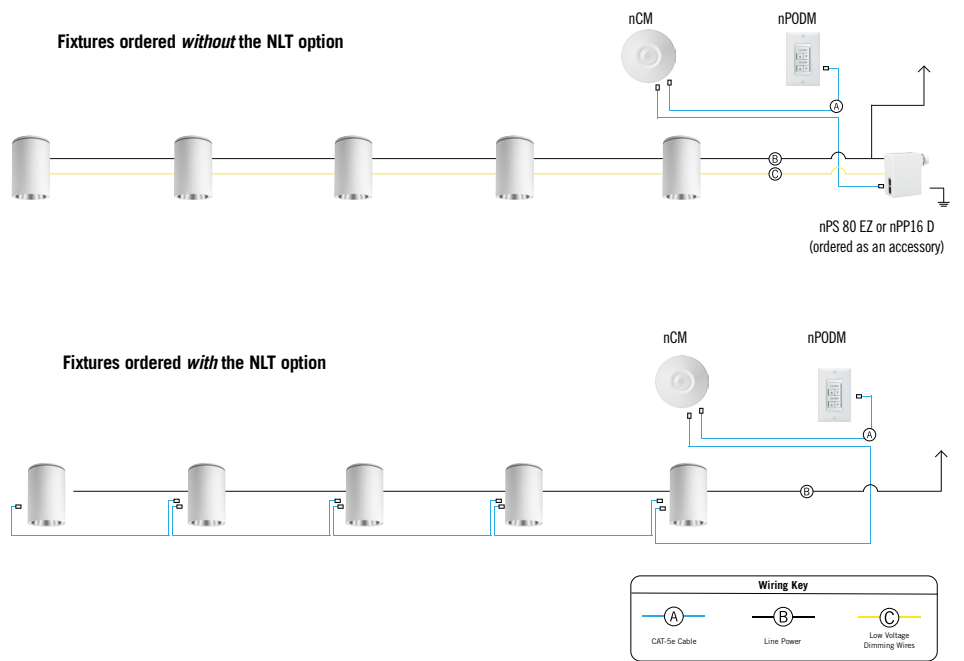 nCM
nPODM
Fixtures ordered without the NLT option
A
B
C
nPS 80 EZ or nPP16 D
(ordered as an accessory)
nCM
nPODM
Fixtures ordered with the NLT option
A
B
Wiring Key
A
B
C
CAT-5e Cable
Line Power
Low Voltage
Dimming Wires